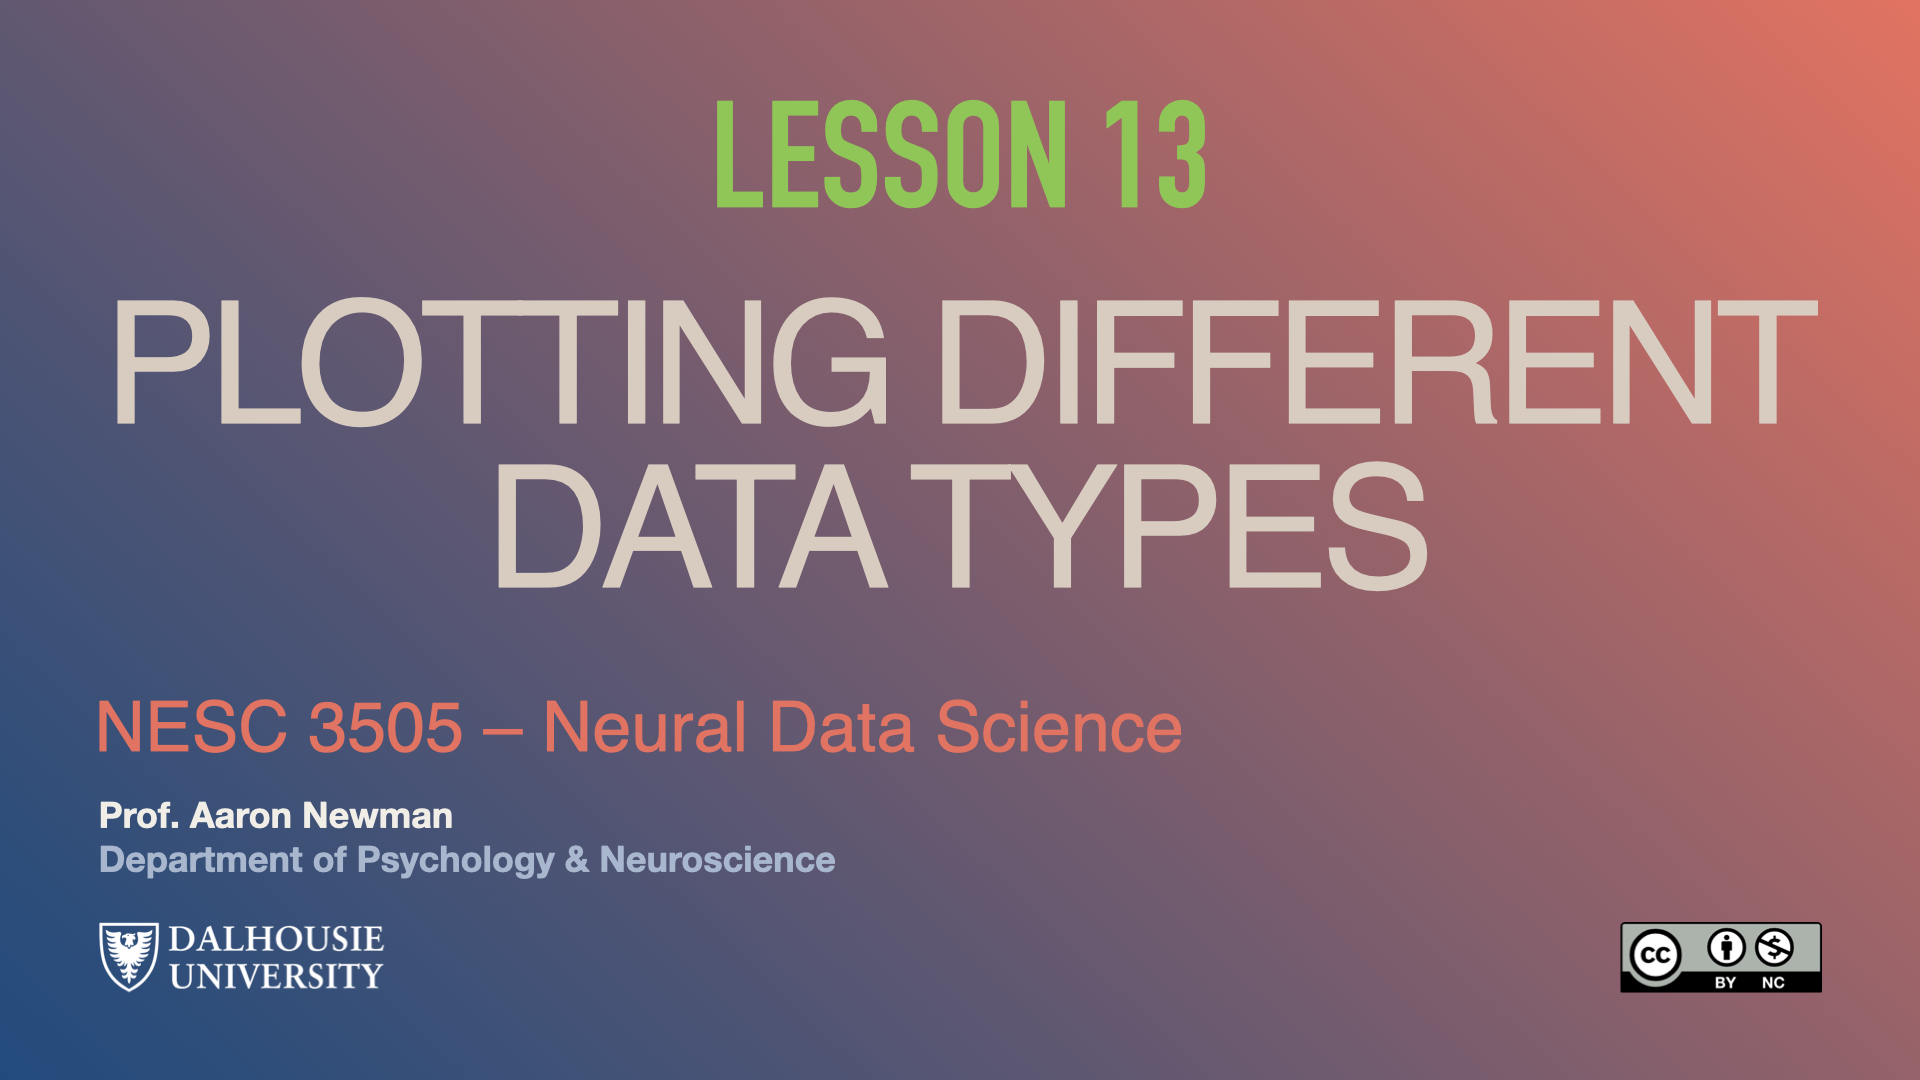 LESSON 13
PLOTTING DIFFERENT
DATA TYPES
NESC 3505 – Neural Data Science
Prof. Aaron Newman
Department of Psychology & Neuroscience
DALHOUSIE
UNIVERSITY
CC
BY NC